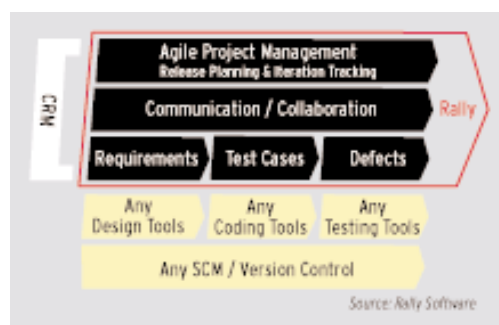 Agile Project Management
Release Planning & Iteration Tracking
CRM
Communication / Collaboration
Rally
Requirements
Test Cases
Defects
Any
Design Tools
Any
Coding Tools
Any
Testing Tools
Any SCM / Version Control
Source: Rally Software